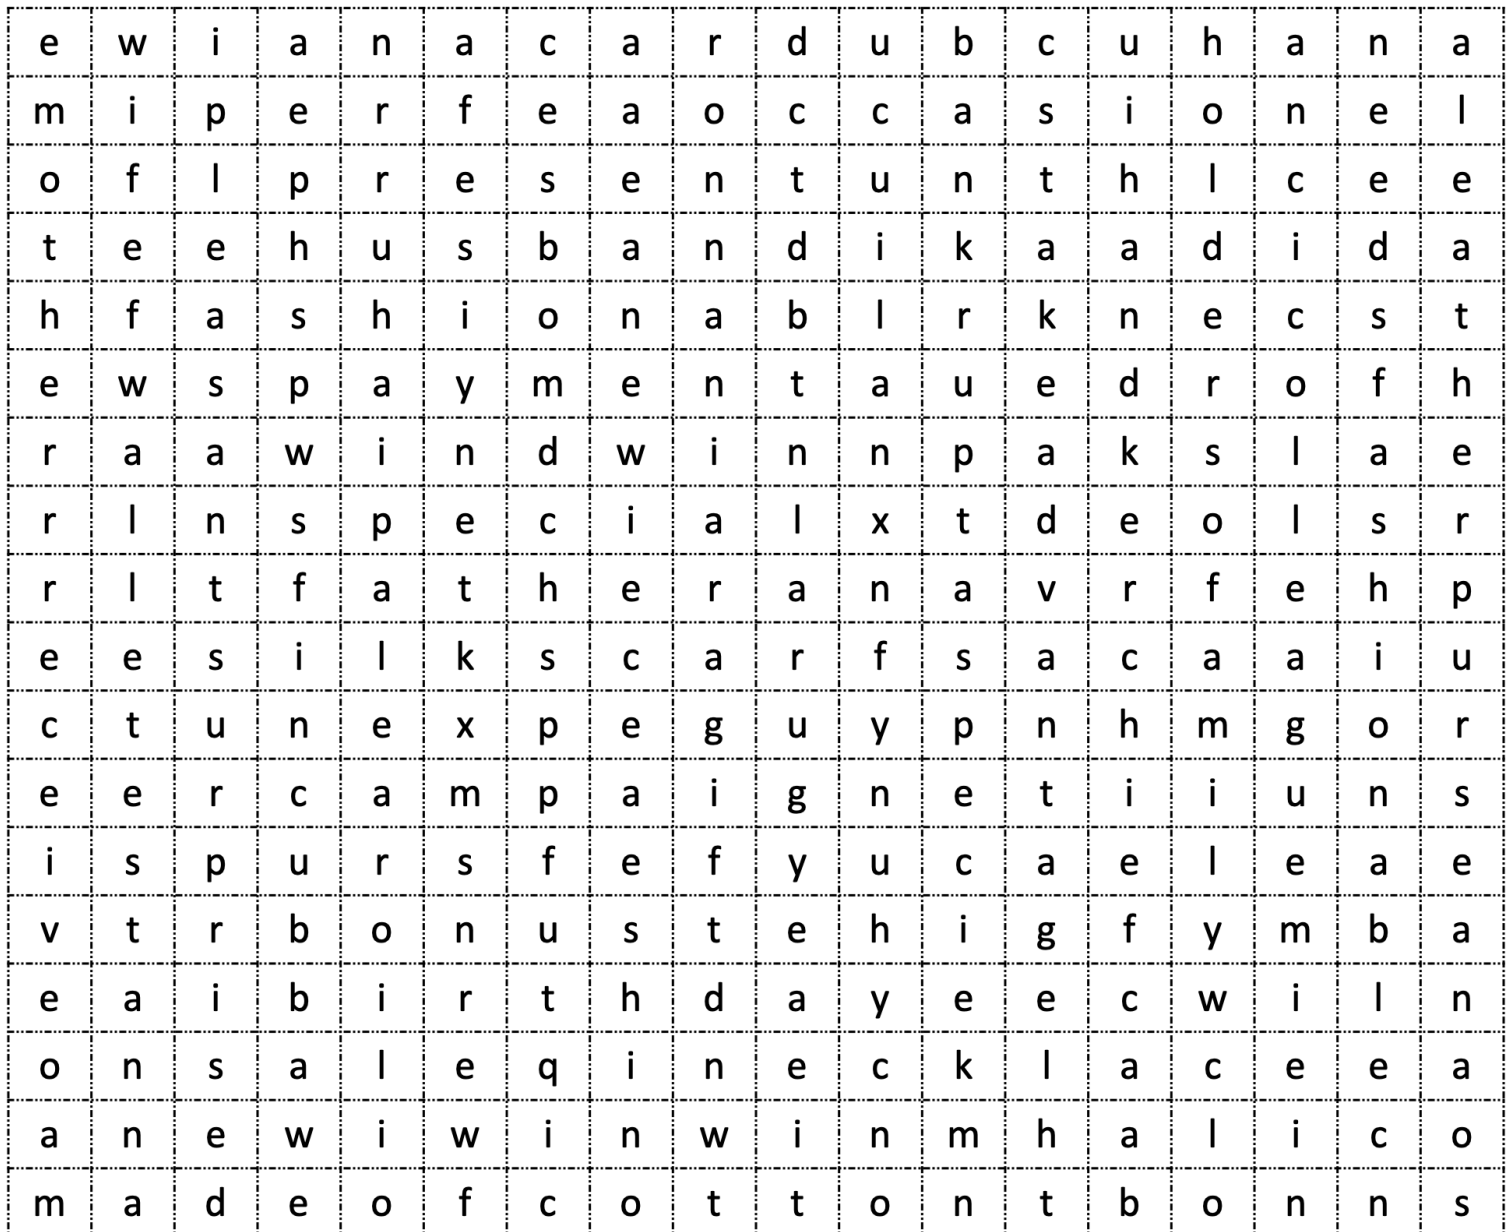 e w i a n a c a r d u b c u h a n a
m i p e r f e a o c c a s i o n e l
o f l p r e s e n t u n t h l c e e
t e e h u s b a n d i k a a d i d a
h f a s h i o n a b l r k n e c s t
e w s p a y m e n t a u e d r o f h
r a a w i n d w i n n p a k s l a e
r l n s p e c i a l x t d e o l s r
r l t f a t h e r a n a v r f e h p
e e s i l k s c a r f s a c a a i u
c t u n e x p e g u y p n h m g o r
e e r c a m p a i g n e t i i u n s
i s p u r s f e f y u c a e l e a e
v t r b o n u s t e h i g f y m b a
e a i b i r t h d a y e e c w i l n
o n s a l e q i n e c k l a c e e a
a n e w i w i n w i n m h a l i c o
m a d e o f c o t t o n t b o n n s